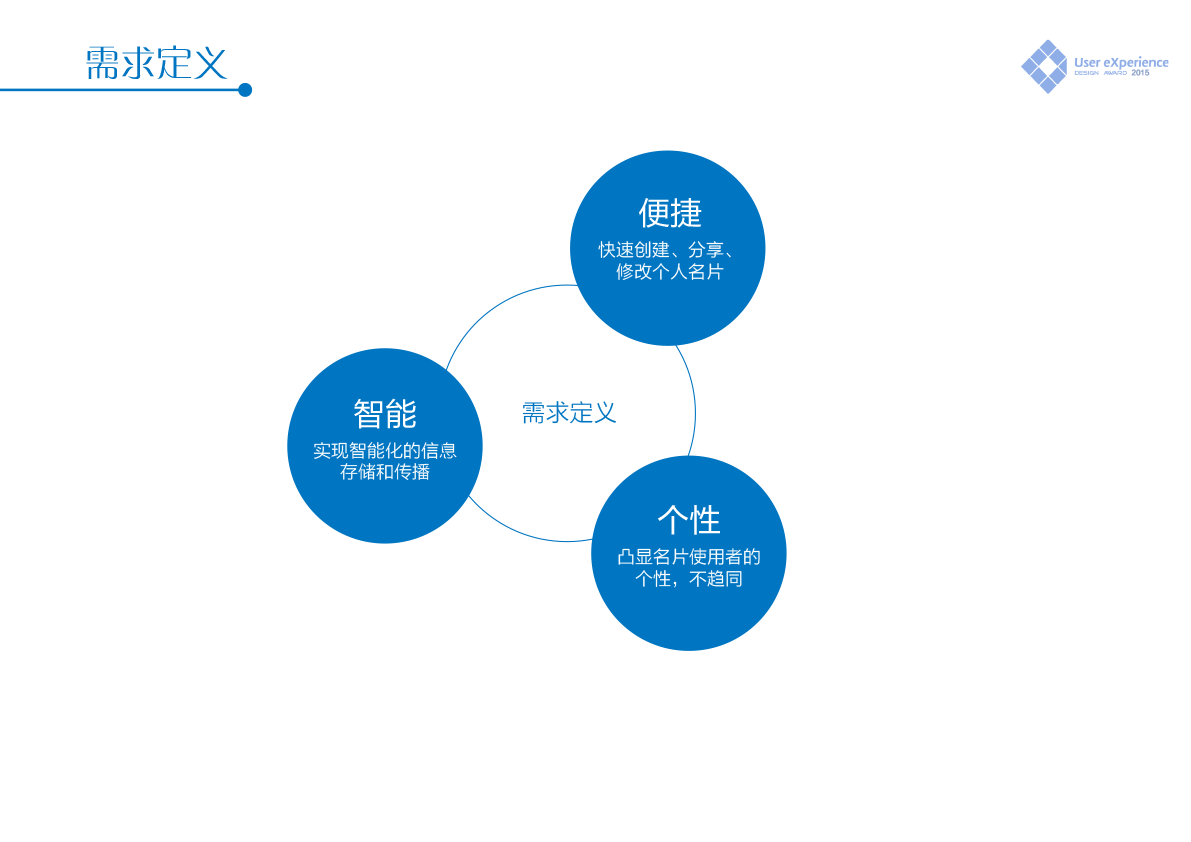 需求定义
User eXperience
DESIGN AWARD 2015
便捷
快速创建、分享、
修改个人名片
智能
实现智能化的信息
存储和传播
需求定义
个性
凸显名片使用者的
个性，不趋同